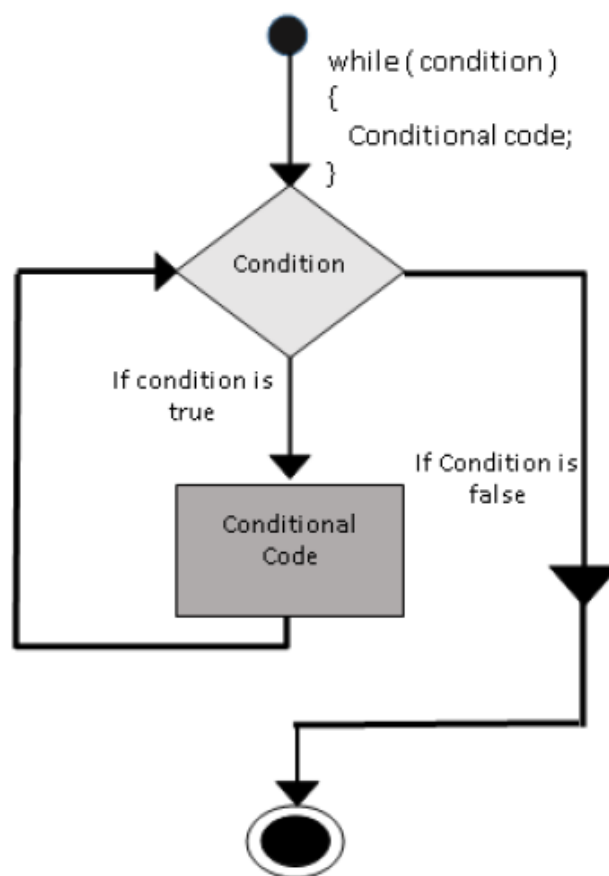 while ( condition )
{
Conditional code;
}
Condition
If condition is
true
If Condition is
false
Conditional
Code